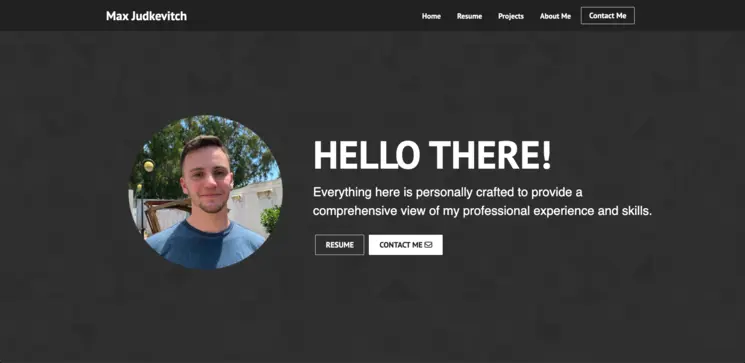 Max Judkevitch
Home Resume Projects About Me Contact Me
HELLO THERE!
Everything here is personally crafted to provide a
comprehensive view of my professional experience and skills.
RESUME CONTACT ME